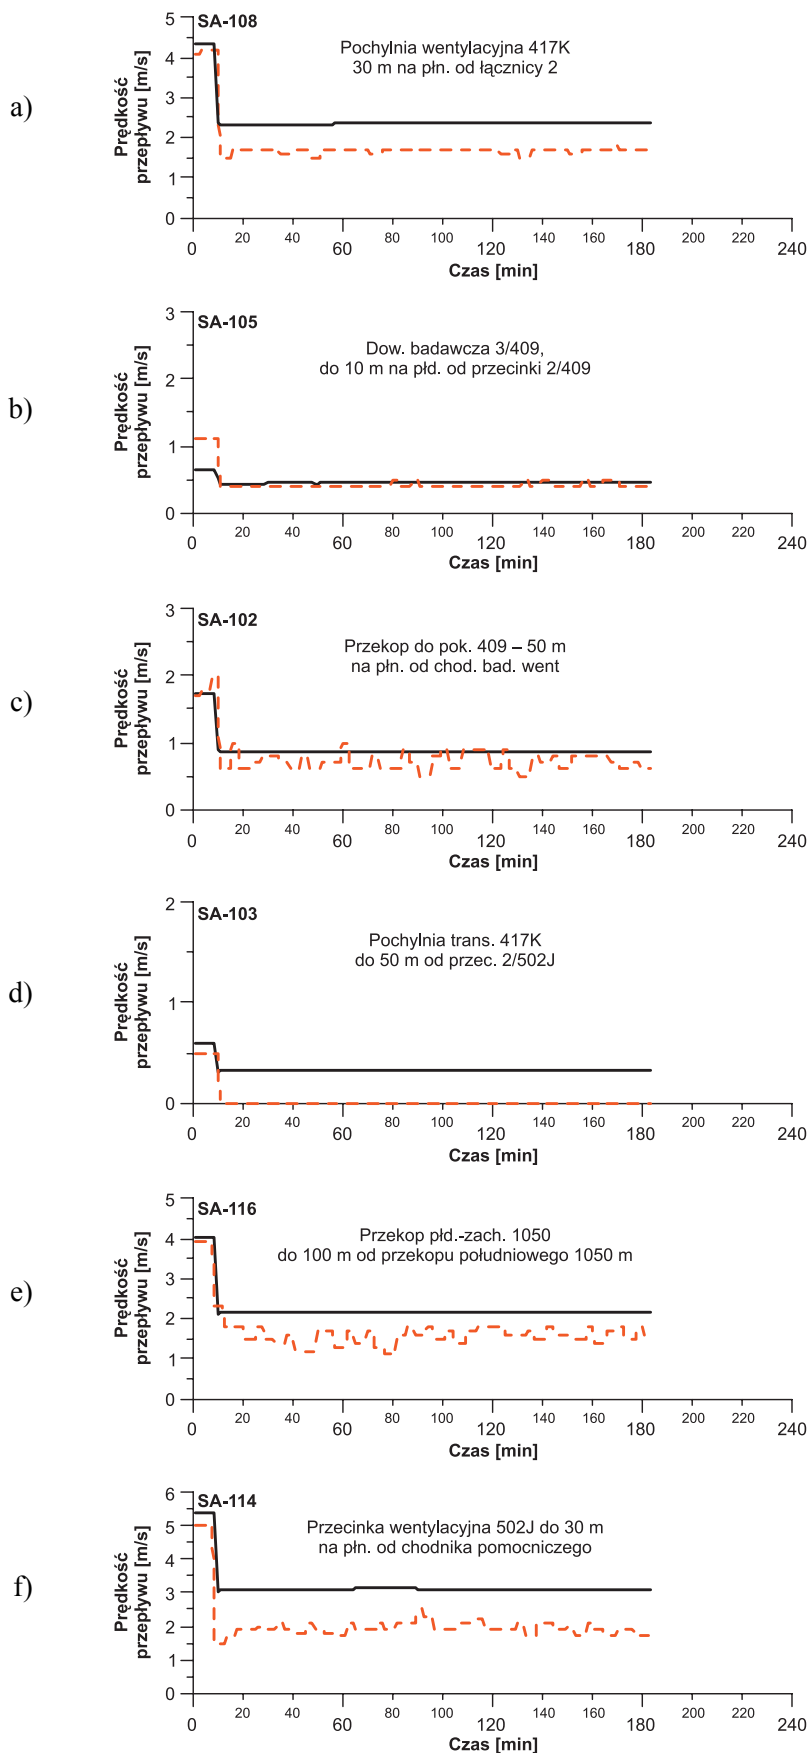 a)
Prędkość
przepływu [m/s]
5
4
3
2
1
0
SA-108
Pochylnia wentylacyjna 417K
30 m na płn. od łącznicy 2
0 20 40 60 80 100 120 140 160 180 200 220 240
Czas [min]
b)
Prędkość
przepływu [m/s]
3
2
1
0
SA-105
Dow. badawcza 3/409,
do 10 m na płd. od przecinki 2/409
0 20 40 60 80 100 120 140 160 180 200 220 240
Czas [min]
c)
Prędkość
przepływu [m/s]
3
2
1
0
SA-102
Przekop do pok. 409 – 50 m
na płn. od chod. bad. went
0 20 40 60 80 100 120 140 160 180 200 220 240
Czas [min]
d)
Prędkość
przepływu [m/s]
2
1
0
SA-103
Pochylnia trans. 417K
do 50 m od przec. 2/502J
0 20 40 60 80 100 120 140 160 180 200 220 240
Czas [min]
e)
Prędkość
przepływu [m/s]
5
4
3
2
1
0
SA-116
Przekop płd.-zach. 1050
do 100 m od przekopu południowego 1050 m
0 20 40 60 80 100 120 140 160 180 200 220 240
Czas [min]
f)
Prędkość
przepływu [m/s]
6
5
4
3
2
1
0
SA-114
Przecinka wentylacyjna 502J do 30 m
na płn. od chodnika pomocniczego
0 20 40 60 80 100 120 140 160 180 200 220 240
Czas [min]